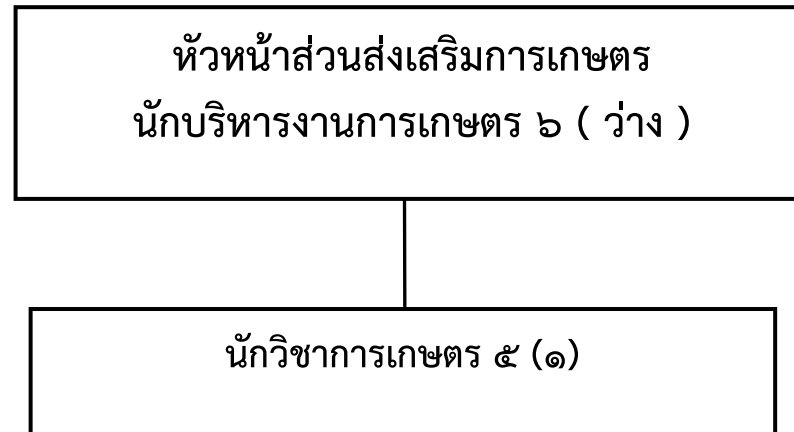 หัวหน้าส่วนส่งเสริมการเกษตร
นักบริหารงานการเกษตร ๖ ( ว่าง )
นักวิชาการเกษตร ๕ (๑)